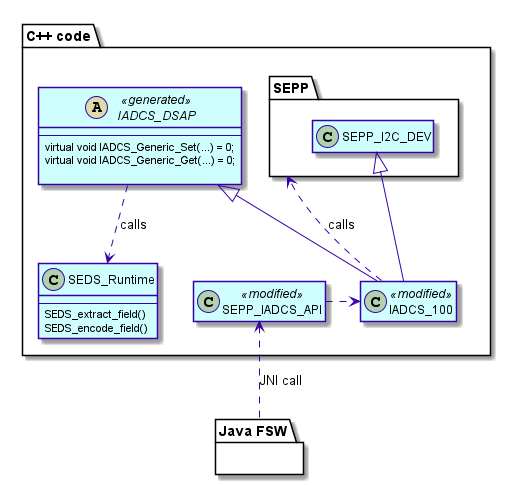 C++ code
A
«generated»
IADCS_DSAP
virtual void IADCS_Generic_Set(...) = 0;
virtual void IADCS_Generic_Get(...) = 0;
SEPP
C
SEPP_I2C_DEV
calls
calls
C
SEDS_Runtime
SEDS_extract_field()
SEDS_encode_field()
C
«modified»
SEPP_IADCS_API
C
«modified»
IADCS_100
JNI call
Java FSW